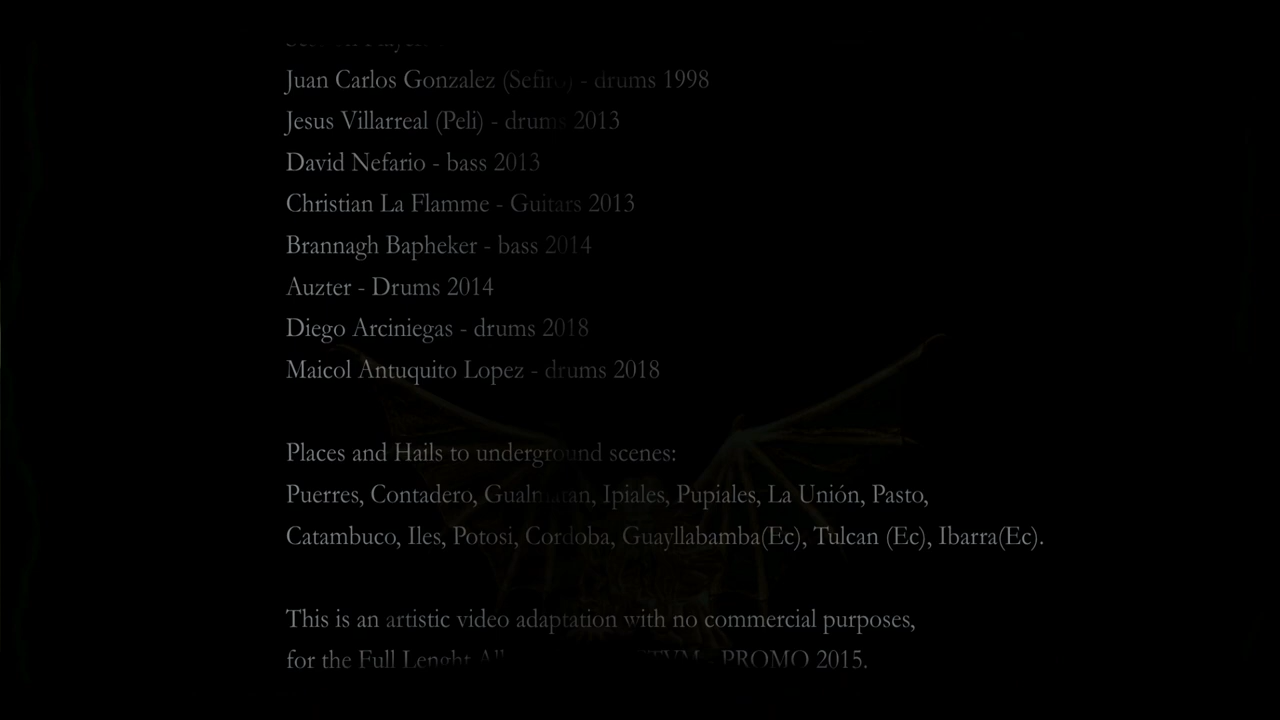 Juan Carlos Gonzalez (Sefiro) - drums 1998
Jesus Villarreal (Peli) - drums 2013
David Nefario - bass 2013
Christian La Flamme - Guitars 2013
Brannagh Bapheker - bass 2014
Auzter - Drums 2014
Diego Arciniegas - drums 2018
Maicol Antuquito Lopez - drums 2018
Places and Hails to underground scenes:
Puerres, Contadero, Gualmatan, Ipiales, Pupiales, La Unión, Pasto,
Catambuco, Iles, Potosi, Cordoba, Guayllabamba(Ec), Tulcan (Ec), Ibarra(Ec).
This is an artistic video adaptation with no commercial purposes,
for the Full Lenght - PROMO 2015.